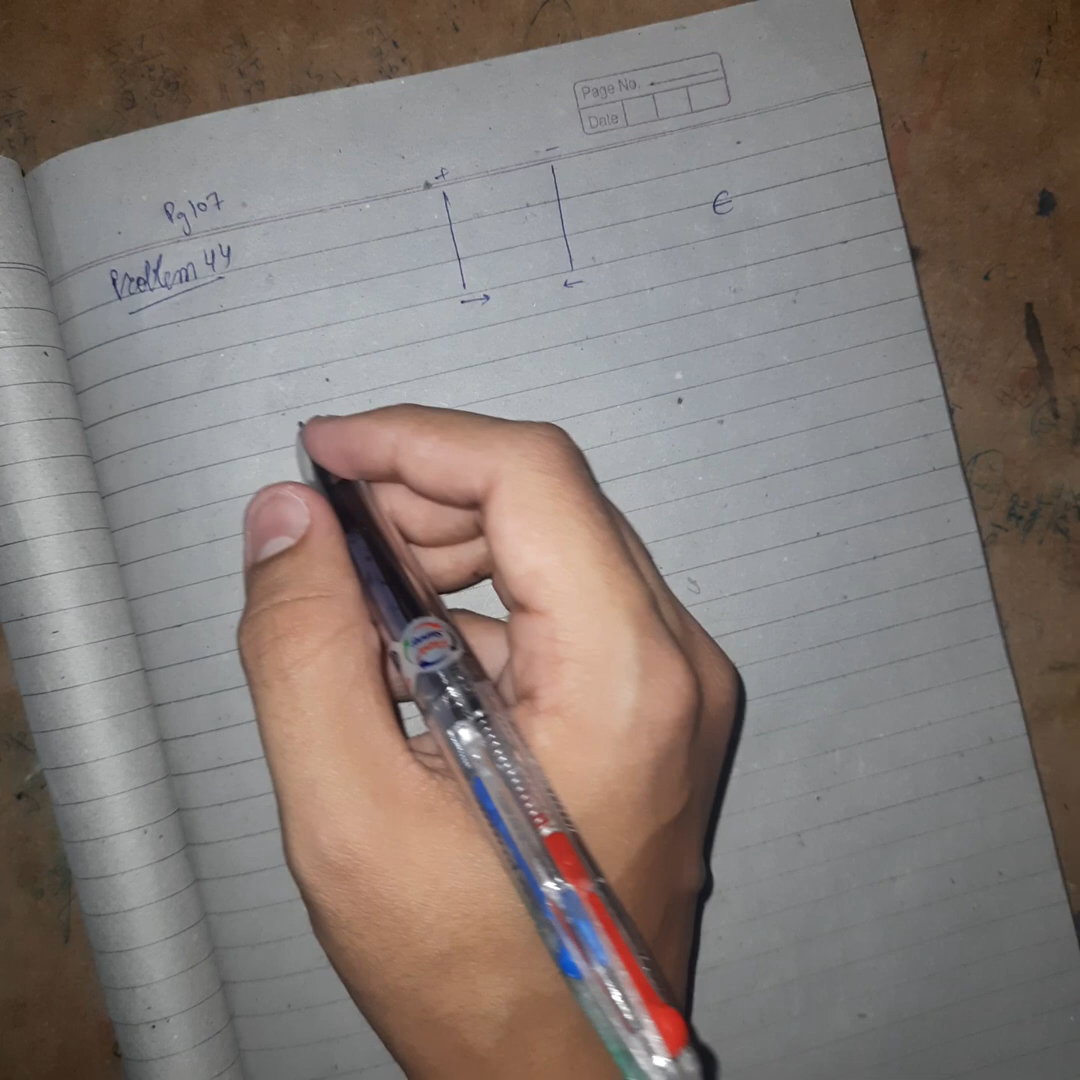 Page No.
Date
Pg 107
Problem 44
+
-
→
←
∈